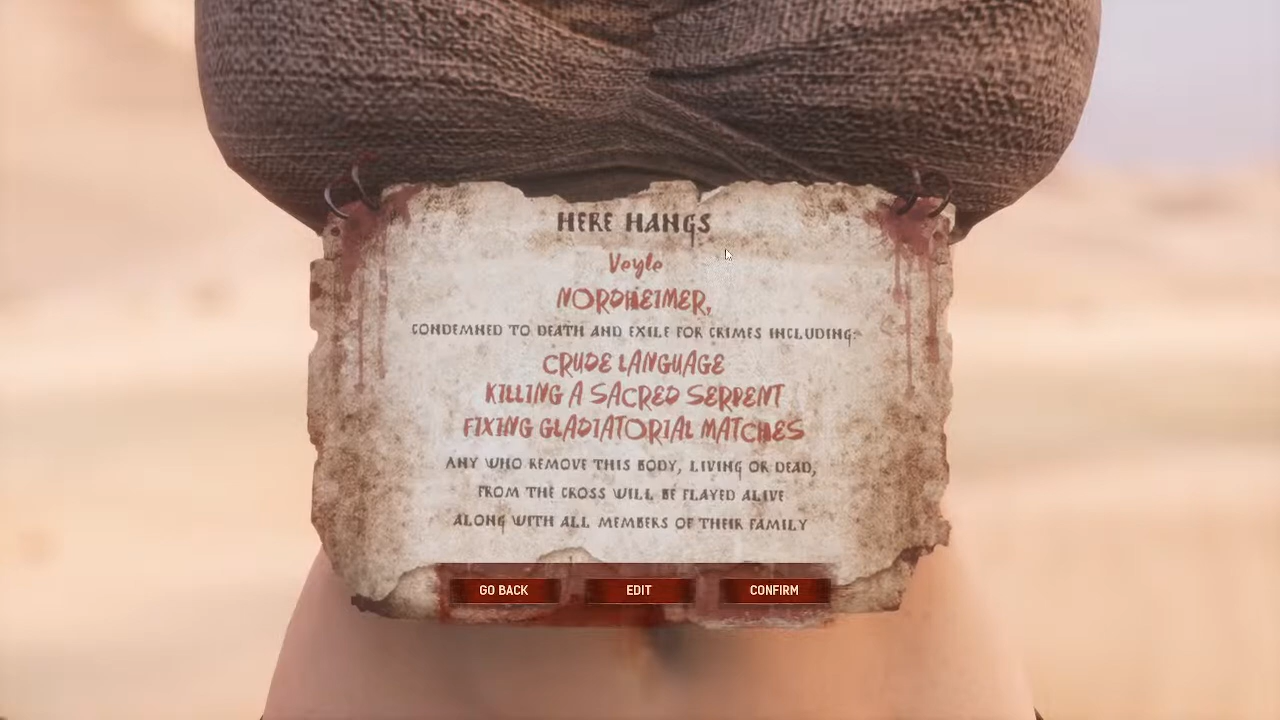 HERE HANGS
Veyle
NORDHEIMER,
CONDEMNED TO DEATH AND EXILE FOR CRIMES INCLUDING:
CRUDE LANGUAGE
KILLING A SACRED SERPENT
FIXING GLADIATORIAL MATCHES
ANY WHO REMOVE THIS BODY, LIVING OR DEAD,
FROM THE CROSS WILL BE FLAYED ALIVE
ALONG WITH ALL MEMBERS OF THEIR FAMILY
GO BACK
EDIT
CONFIRM